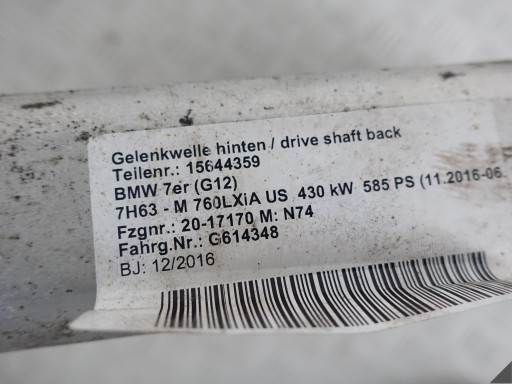 Gelenkwelle hinten / drive shaft back
Teilenr.: 15644359
BMW 7er (G12)
7H63 - M 760LXiA US 430 kW 585 PS (11.2016-06.
Fzgnr.: 20-17170 M: N74
Fahrg.Nr.: G614348
BJ: 12/2016